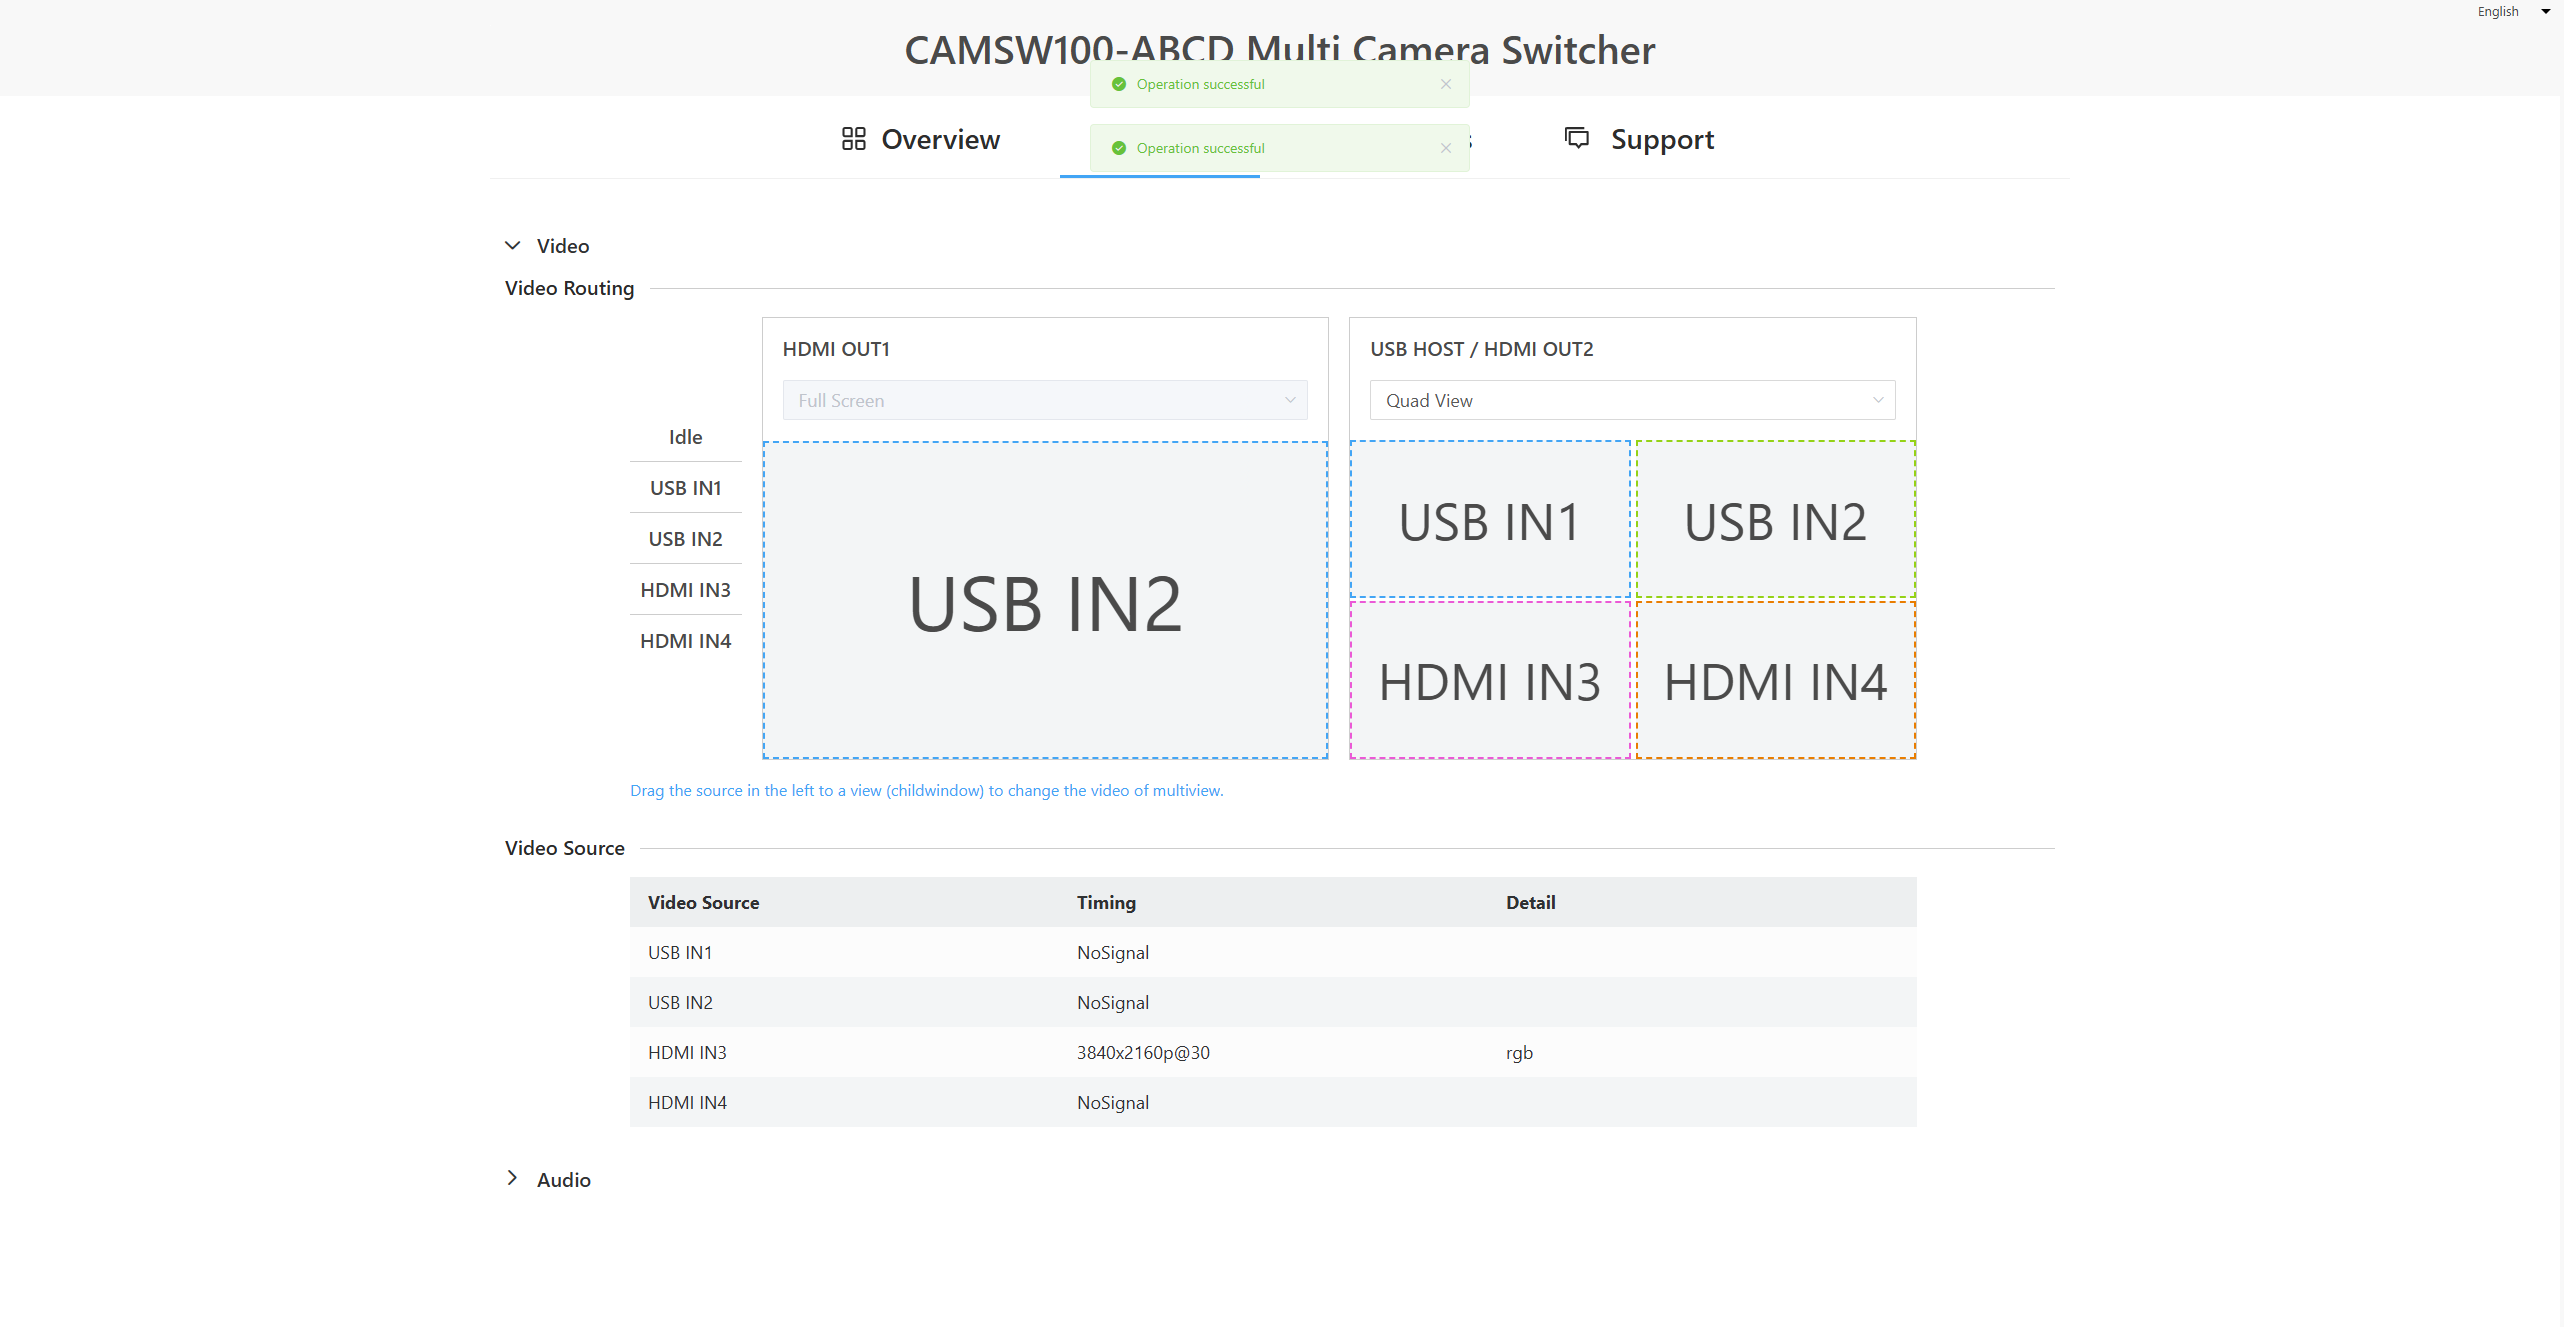 English
CAMSW100-ABCD Multi Camera Switcher
Operation successful
Overview
Operation successful
Support
Video
Video Routing
HDMI OUT1
USB HOST / HDMI OUT2
Full Screen
Quad View
Idle
USB IN1
USB IN2
HDMI IN3
HDMI IN4
USB IN2
USB IN1
USB IN2
HDMI IN3
HDMI IN4
Drag the source in the left to a view (childwindow) to change the video of multiview.
Video Source
Video Source Timing Detail
USB IN1 NoSignal
USB IN2 NoSignal
HDMI IN3 3840x2160p@30 rgb
HDMI IN4 NoSignal
Audio